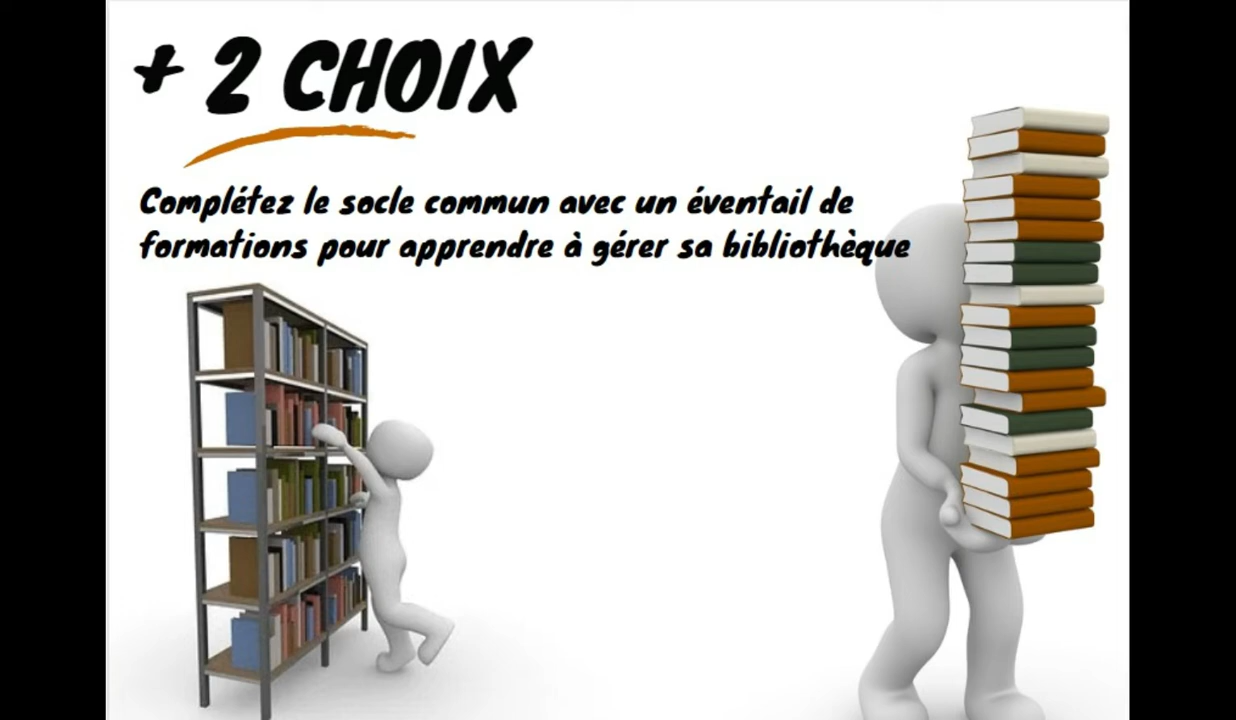 + 2 CHOIX
Complétez le socle commun avec un éventail de
formations pour apprendre à gérer sa bibliothèque